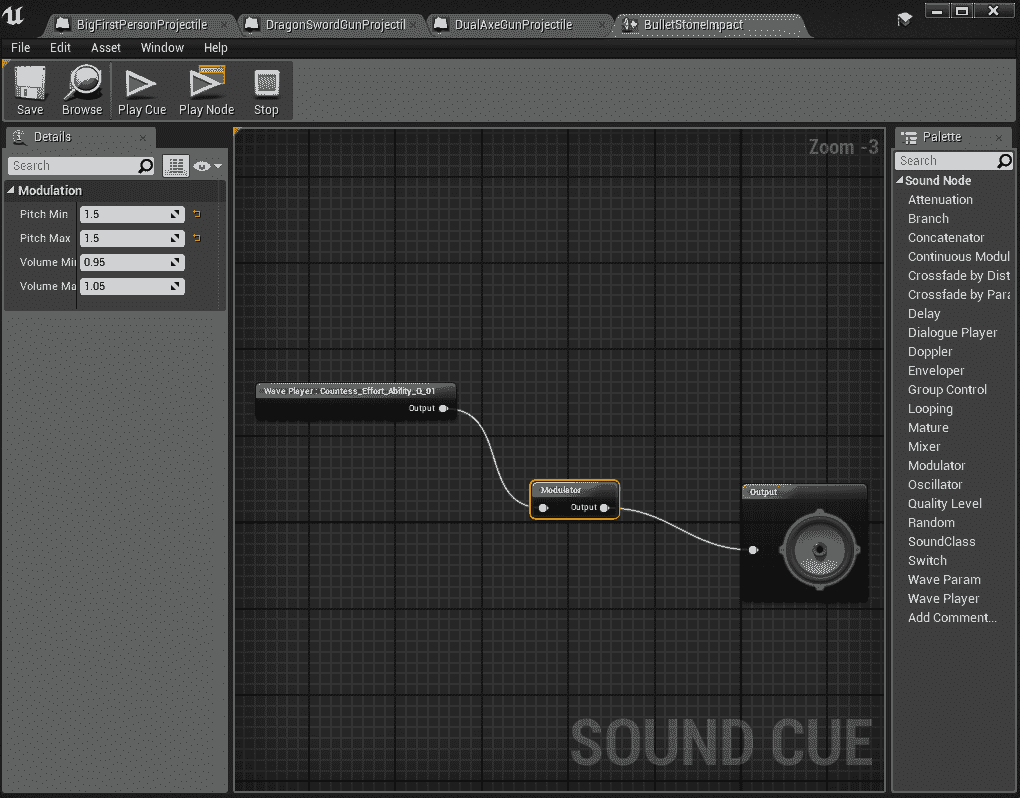 BigFirstPersonProjectile
DragonSwordGunProjectil
DualAxeGunProjectile
BulletStoneImpact
File Edit Asset Window Help
Save Browse Play Cue Play Node Stop
Details
Search
Modulation
Pitch Min 1.5
Pitch Max 1.5
Volume Mi 0.95
Volume Ma 1.05
Zoom -3
Wave Player : Countess_Effort_Ability_Q_01
Output
Modulator
Output
Output
SOUND CUE
Palette
Search
Sound Node
Attenuation
Branch
Concatenator
Continuous Modul
Crossfade by Dist
Crossfade by Para
Delay
Dialogue Player
Doppler
Enveloper
Group Control
Looping
Mature
Mixer
Modulator
Oscillator
Quality Level
Random
SoundClass
Switch
Wave Param
Wave Player
Add Comment...